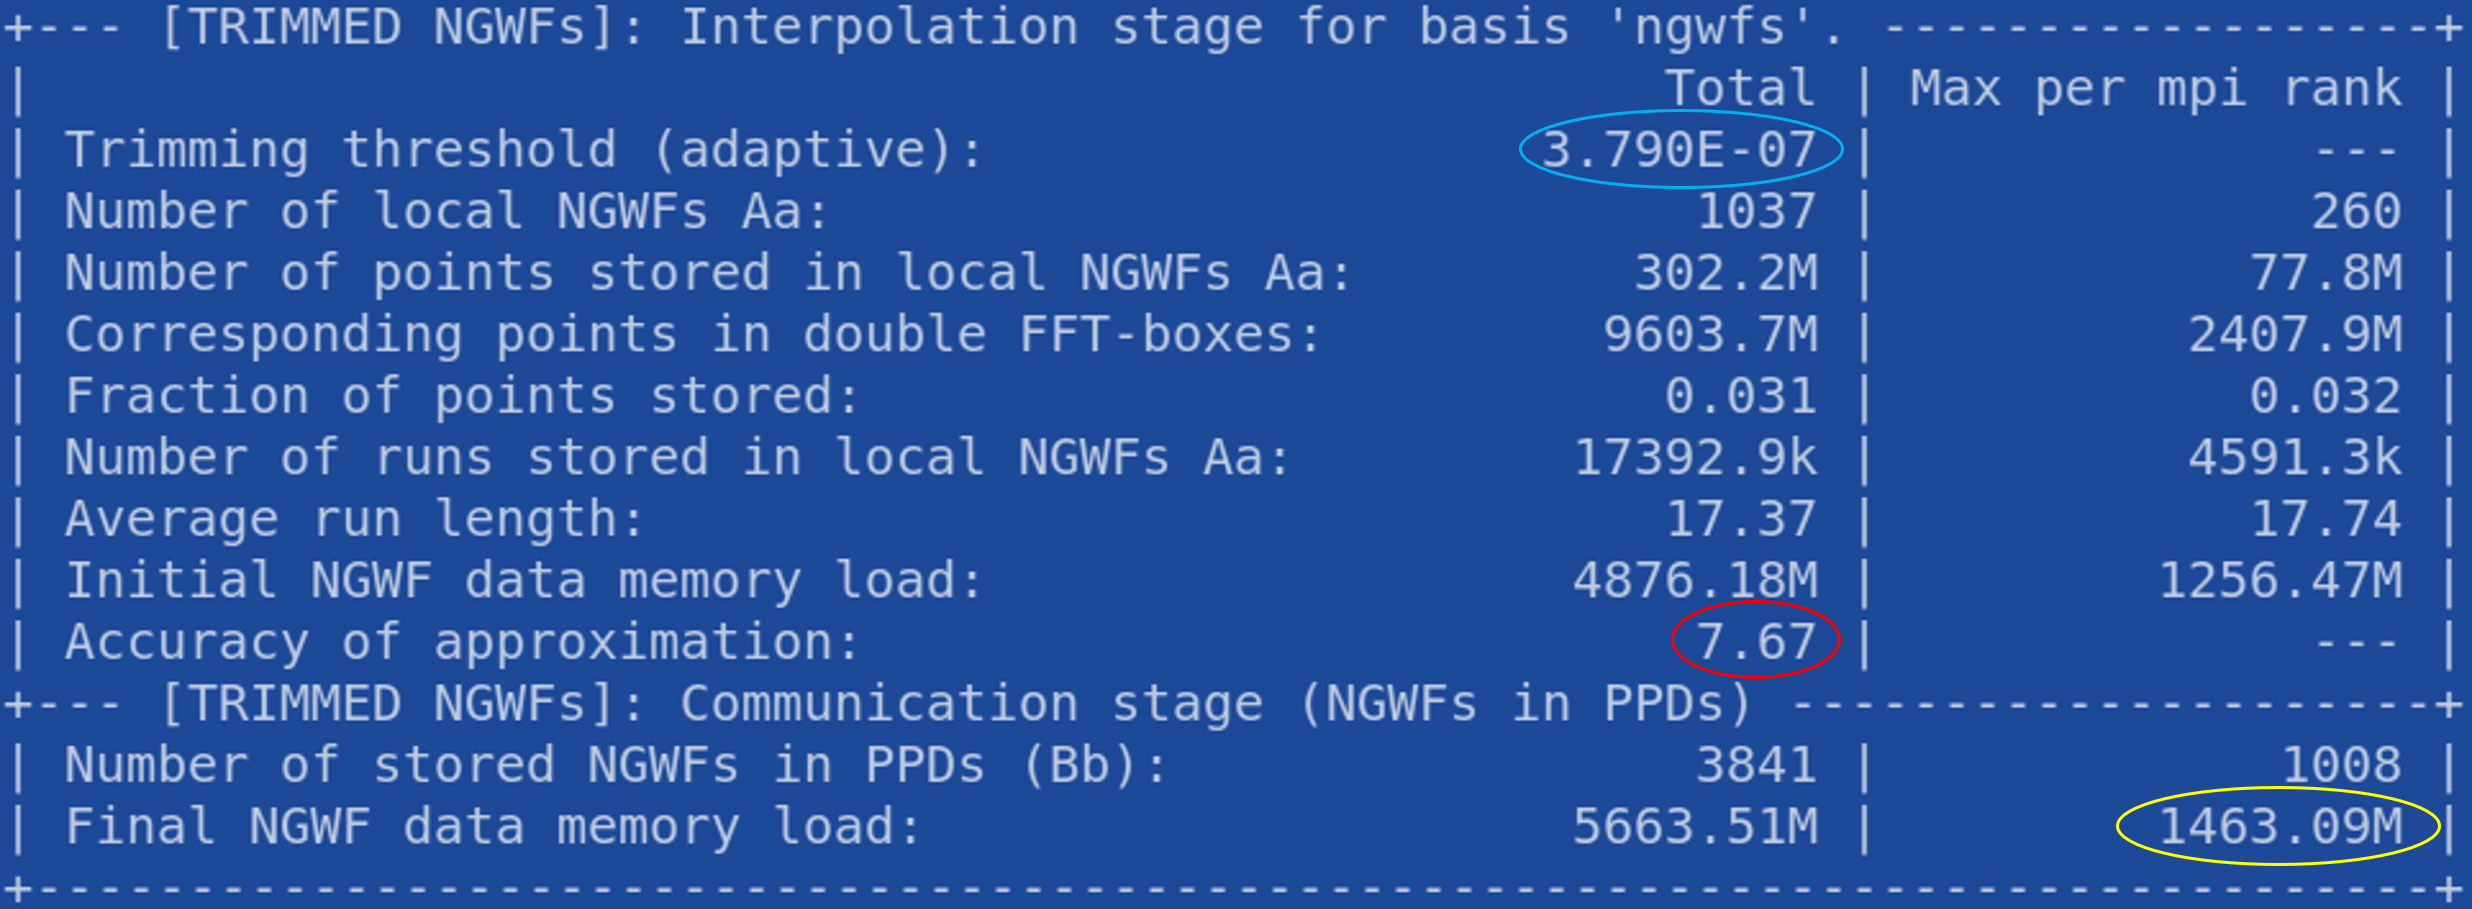 +--- [TRIMMED NGWFs]: Interpolation stage for basis 'ngwfs'. ------------------+
| Total | Max per mpi rank |
| Trimming threshold (adaptive): 3.790E-07 | --- |
| Number of local NGWFs Aa: 1037 | 260 |
| Number of points stored in local NGWFs Aa: 302.2M | 77.8M |
| Corresponding points in double FFT-boxes: 9603.7M | 2407.9M |
| Fraction of points stored: 0.031 | 0.032 |
| Number of runs stored in local NGWFs Aa: 17392.9k | 4591.3k |
| Average run length: 17.37 | 17.74 |
| Initial NGWF data memory load: 4876.18M | 1256.47M |
| Accuracy of approximation: 7.67 | --- |
+--- [TRIMMED NGWFs]: Communication stage (NGWFs in PPDs) ---------------------+
| Number of stored NGWFs in PPDs (Bb): 3841 | 1008 |
| Final NGWF data memory load: 5663.51M | 1463.09M |
+------------------------------------------------------------------------------+